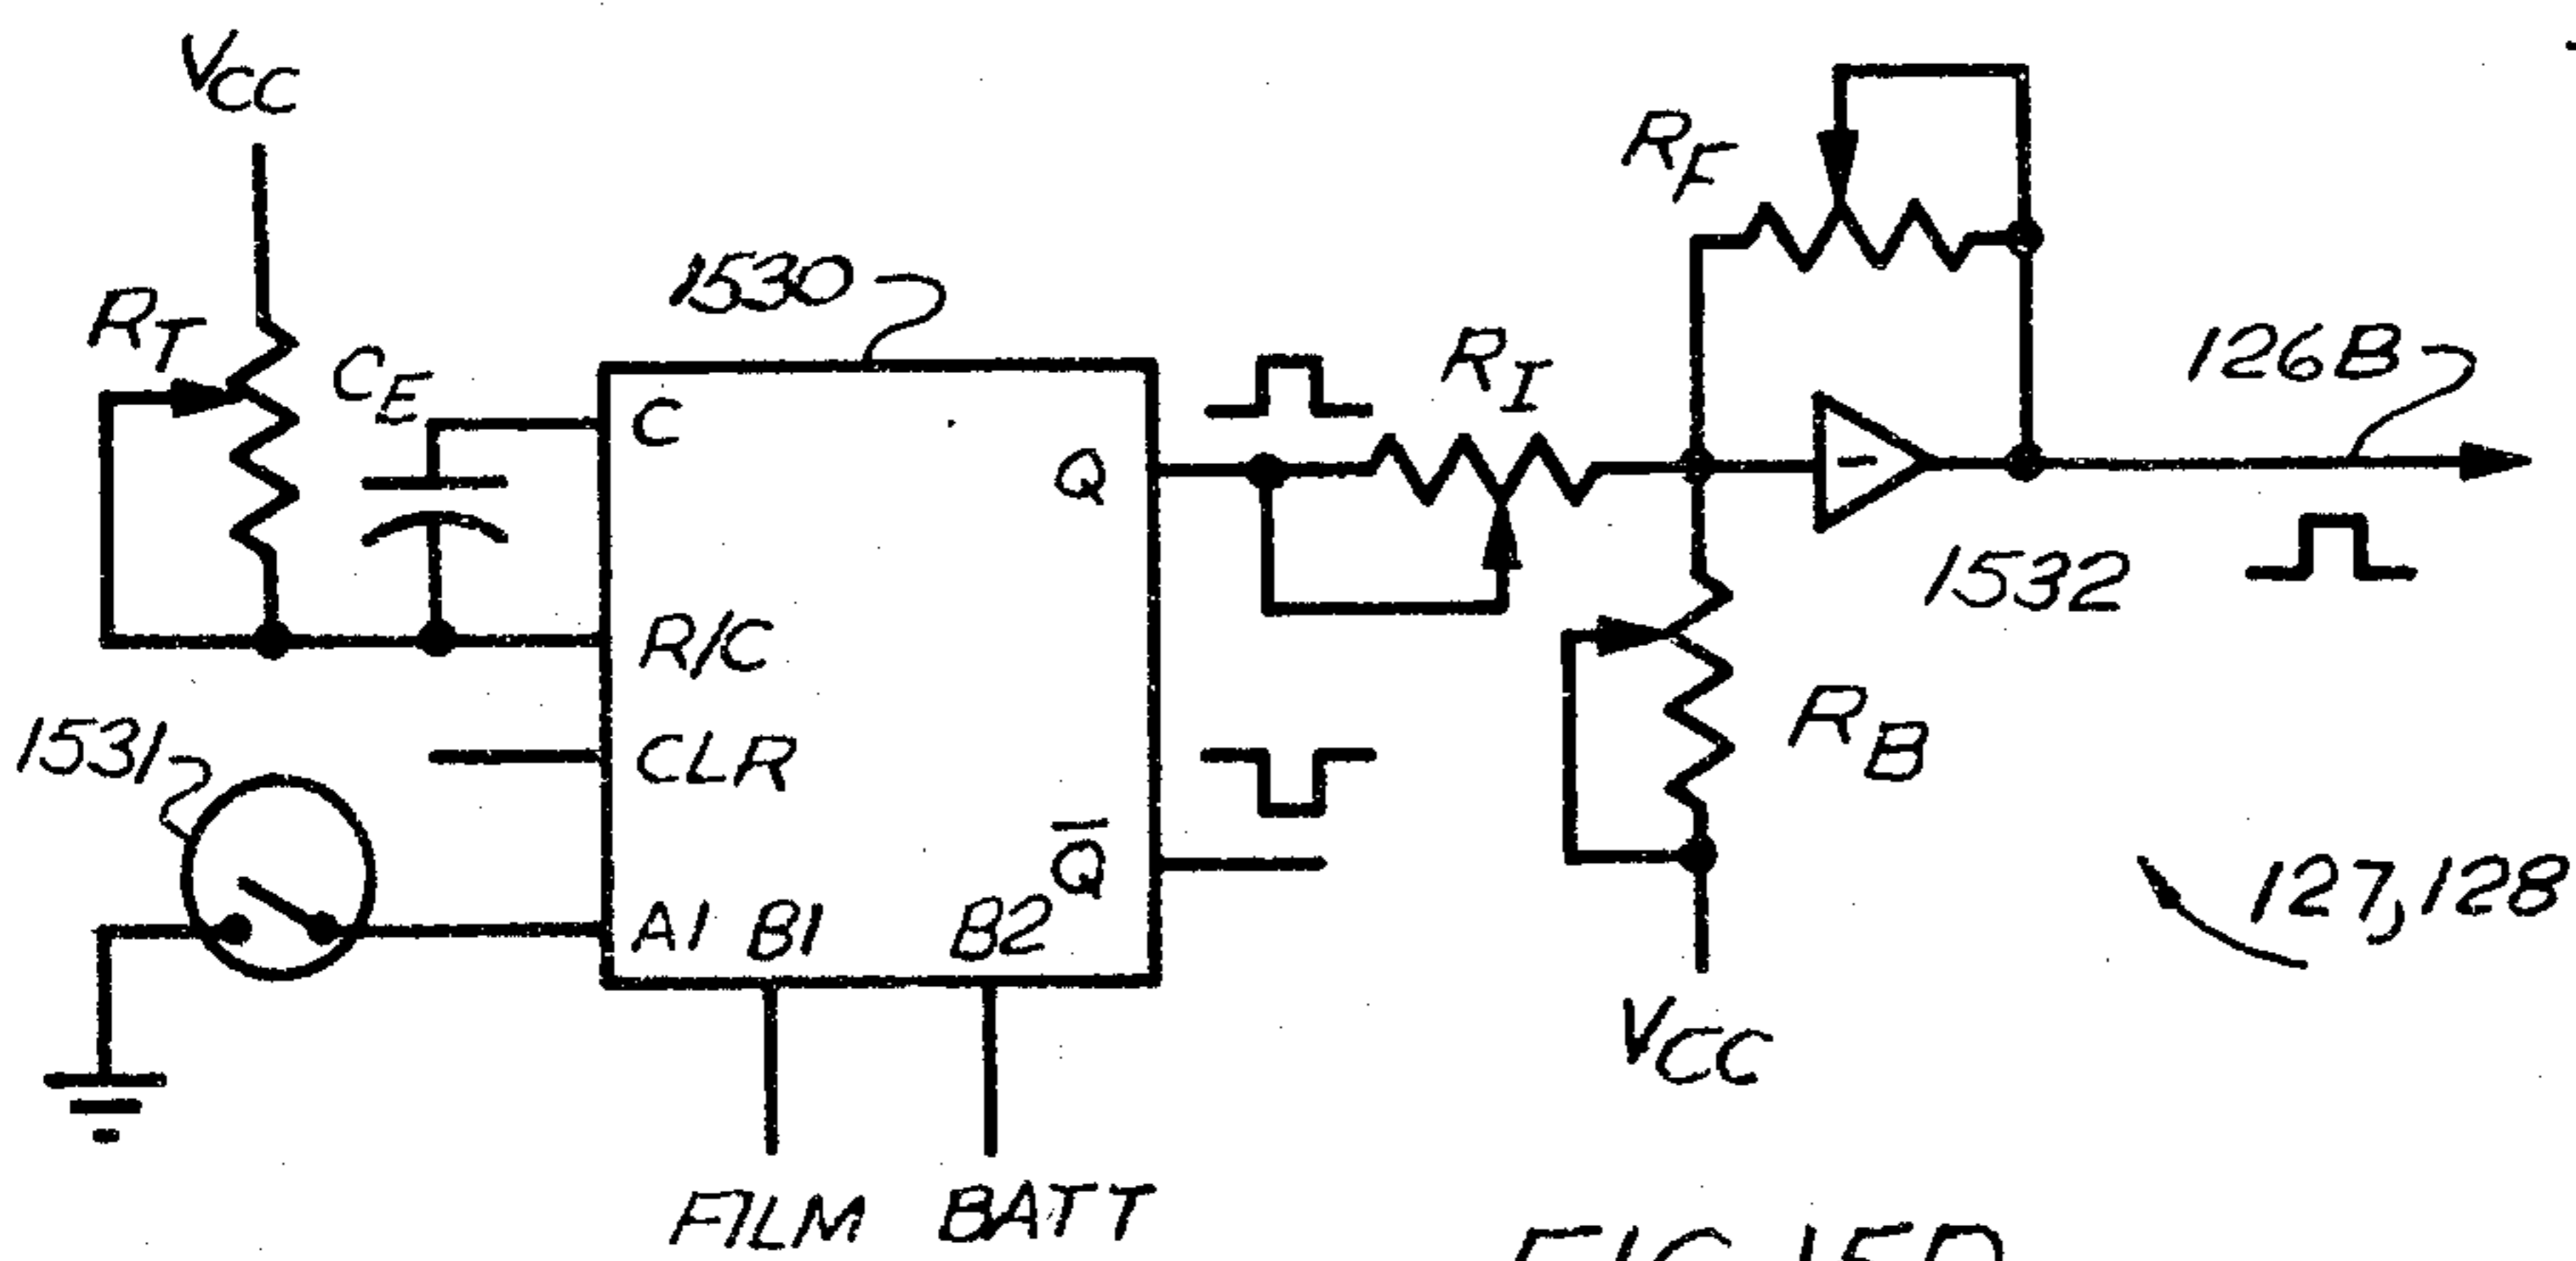 VCC
RT
CE
1530
C
R/C
CLR
A1
B1
B2
Q
Q̅
1531
FILM
BATT
RI
RF
RB
VCC
1532
126B
127,128